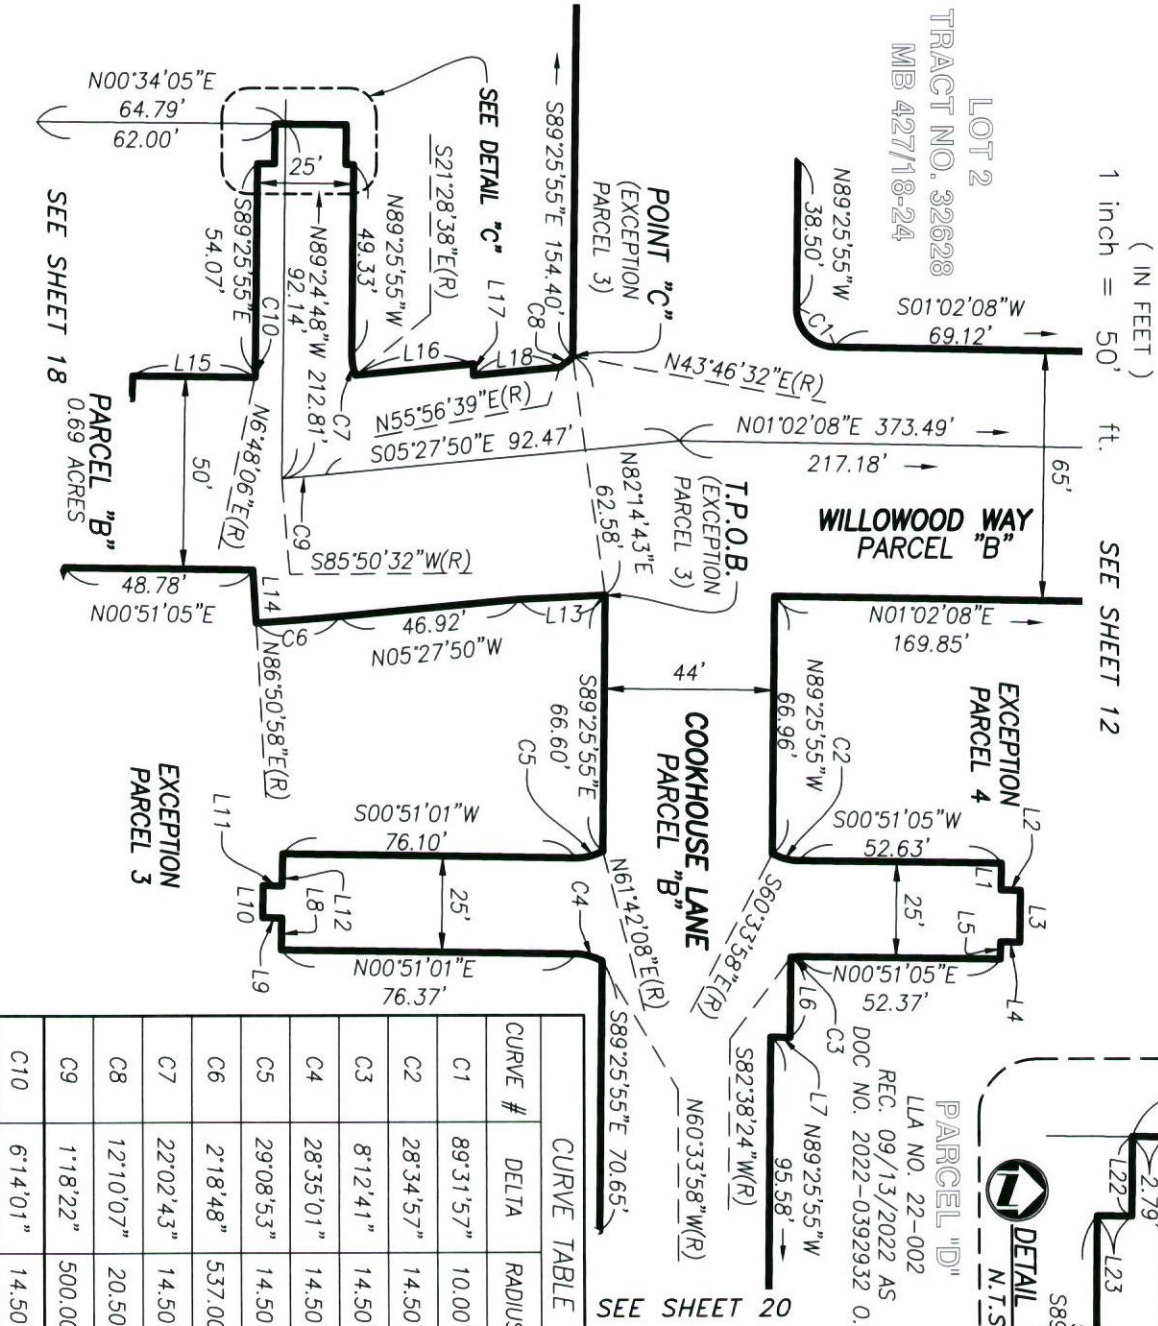 ( IN FEET )
1 inch = 50' ft.
SEE SHEET 12
LOT 2
TRACT NO. 32628
MB 427/18-24
N89°25'55"W
38.50'
C1
S01°02'08"W
69.12'
65'
N01°02'08"E 373.49'
217.18'
WILLOWOOD WAY
PARCEL "B"
N01°02'08"E
169.85'
EXCEPTION
PARCEL 4
N89°25'55"W
66.96'
C2
S00°51'05"W
52.63'
L1
L2
L3
L4
L5
25'
N00°51'05"E
52.37'
L6
C3
L7
N89°25'55"W
95.58'
S60°33'58"E(R)
S82°38'24"W(R)
PARCEL "D"
LLA NO. 22-002
REC. 09/13/2022 AS
DOC NO. 2022-0392932 O.
2.79'
L22
L23
DETAIL
N.T.S
N
S89
S89°25'55"E 154.40'
POINT "C"
(EXCEPTION
PARCEL 3)
N43°46'32"E(R)
T.P.O.B.
(EXCEPTION
PARCEL 3)
N82°14'43"E
62.58'
44'
COOKHOUSE LANE
PARCEL "B"
S89°25'55"E
66.60'
C5
N61°42'08"E(R)
C4
N60°33'58"W(R)
S89°25'55"E 70.65'
SEE SHEET 20
SEE DETAIL "C"
S21°28'38"E(R)
N89°25'55"W
49.33'
L17
C8
L16
L18
N55°56'39"E(R)
C7
S05°27'50"E 92.47'
N89°24'48"W 212.81'
92.14'
25'
N00°34'05"E
64.79'
62.00'
S89°25'55"E
54.07'
C10
L15
N6°48'06"E(R)
50'
C9
S85°50'32"W(R)
SEE SHEET 18
PARCEL "B"
0.69 ACRES
48.78'
N00°51'05"E
L14
C6
46.92'
N05°27'50"W
L13
N86°50'58"E(R)
EXCEPTION
PARCEL 3
S00°51'01"W
76.10'
25'
N00°51'01"E
76.37'
L11
L10
L12
L8
L9
CURVE TABLE
CURVE # DELTA RADIUS
C1 89°31'57" 10.00
C2 28°34'57" 14.50
C3 8°12'41" 14.50
C4 28°35'01" 14.50
C5 29°08'53" 14.50
C6 2°18'48" 537.00
C7 22°02'43" 14.50
C8 12°10'07" 20.50
C9 1°18'22" 500.00
C10 6°14'01" 14.50